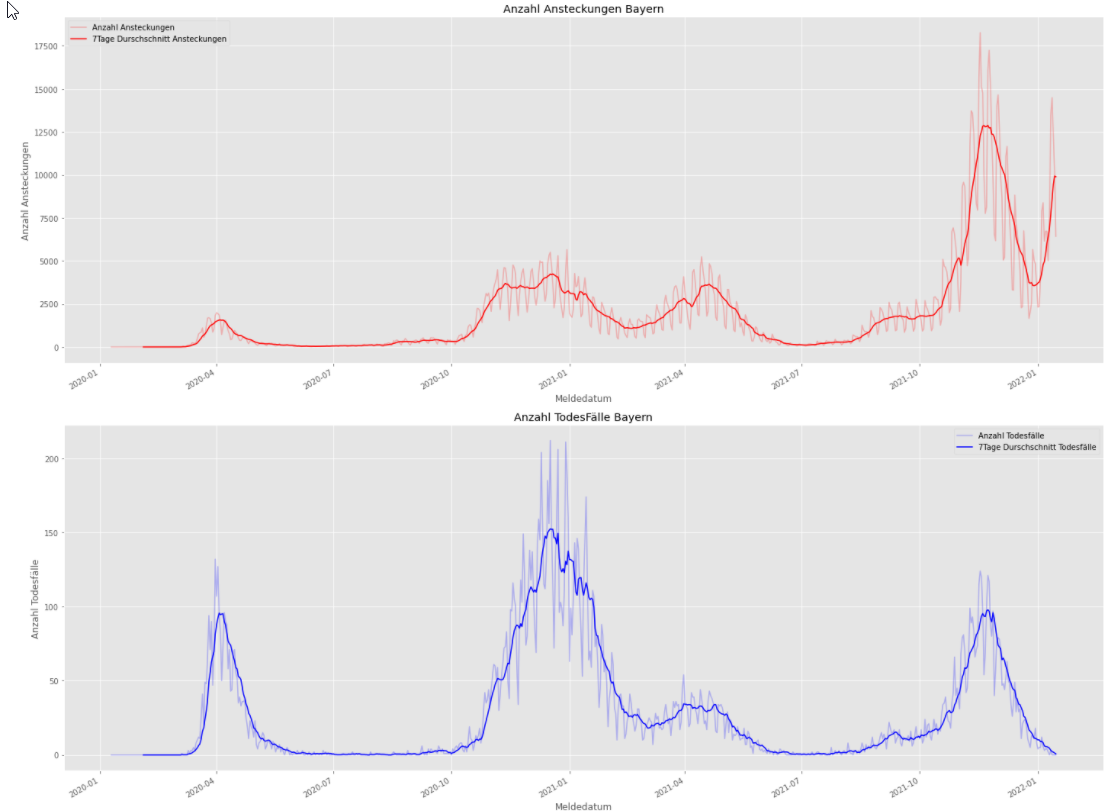 Anzahl Ansteckungen Bayern
Anzahl Ansteckungen
7Tage Durschschnitt Ansteckungen
Anzahl Ansteckungen
17500
15000
12500
10000
7500
5000
2500
0
2020-01 2020-04 2020-07 2020-10 2021-01 2021-04 2021-07 2021-10 2022-01
Meldedatum
Anzahl TodesFälle Bayern
Anzahl Todesfälle
7Tage Durschschnitt Todesfälle
Anzahl Todesfälle
200
150
100
50
0
2020-01 2020-04 2020-07 2020-10 2021-01 2021-04 2021-07 2021-10 2022-01
Meldedatum